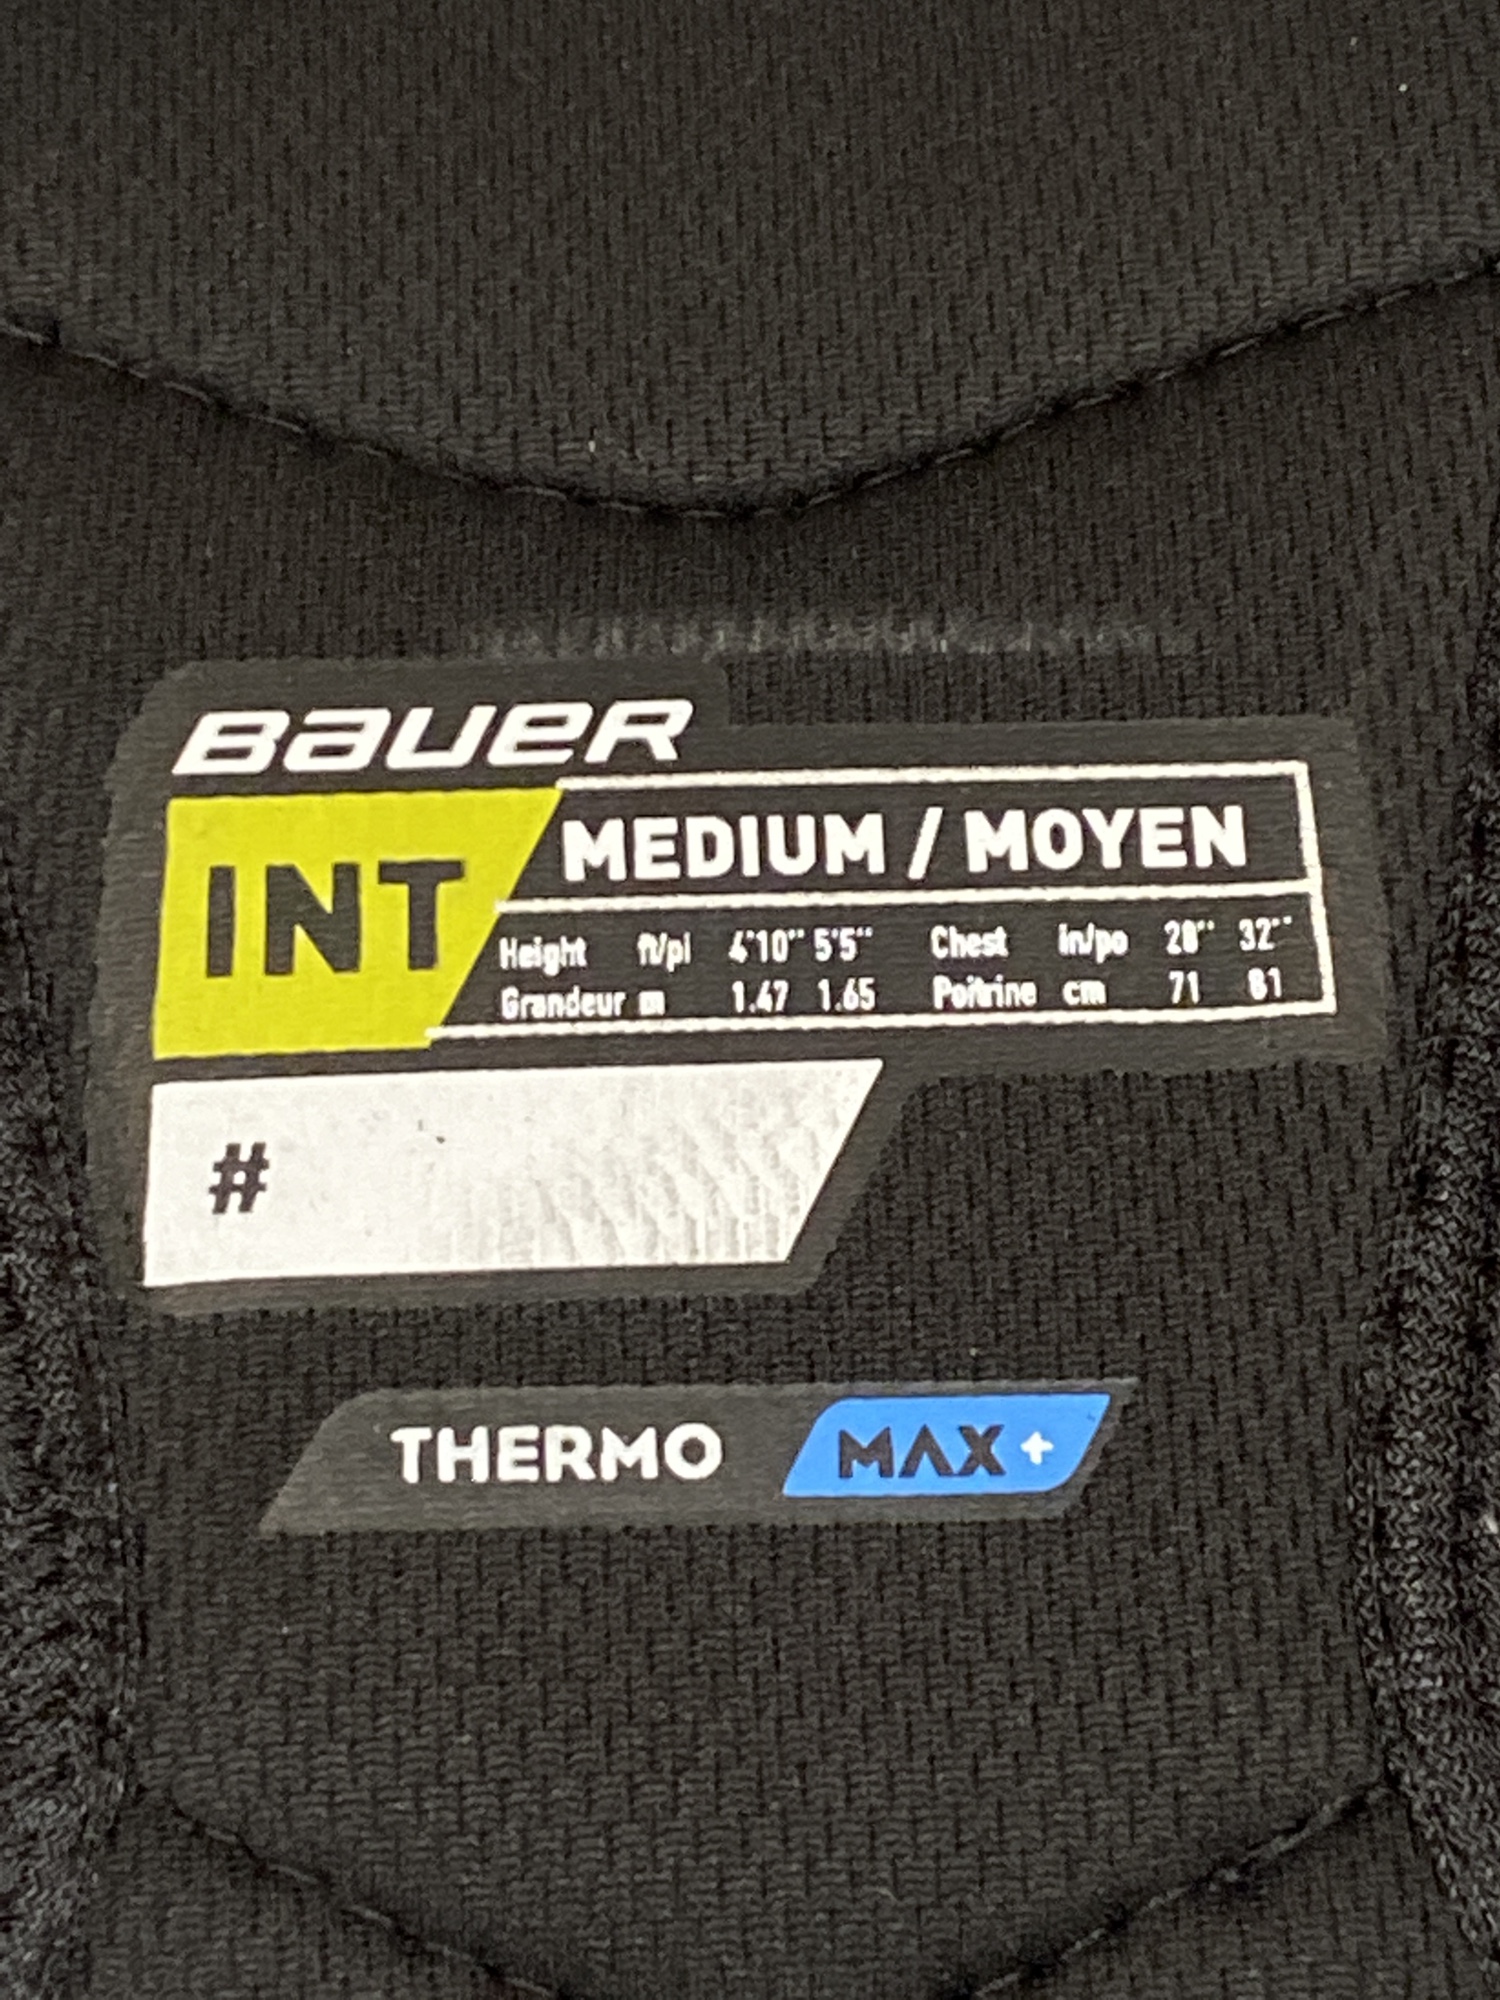 BAUER
INT
MEDIUM / MOYEN
Height ft/pi 4'10'' 5'5'' Chest in/po 28'' 32''
Grandeur m 1.47 1.65 Poitrine cm 71 81
#
THERMO MAX+